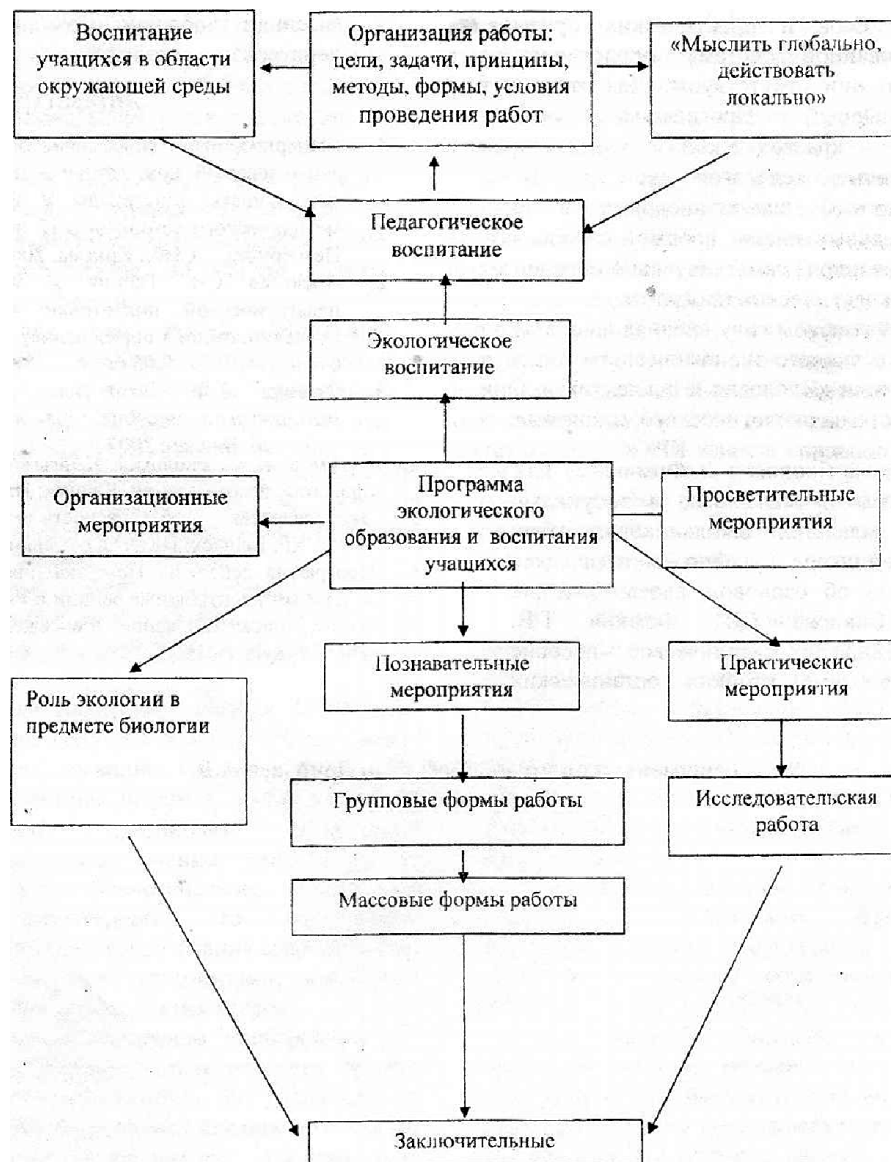 Воспитание
учащихся в области
окружающей среды
Организация работы:
цели, задачи, принципы,
методы, формы, условия
проведения работ
«Мыслить глобально,
действовать
локально»
Педагогическое
воспитание
Экологическое
воспитание
Организационные
мероприятия
Программа
экологического
образования и воспитания
учащихся
Просветительные
мероприятия
Роль экологии в
предмете биологии
Познавательные
мероприятия
Практические
мероприятия
Групповые формы работы
Исследовательская
работа
Массовые формы работы
Заключительные